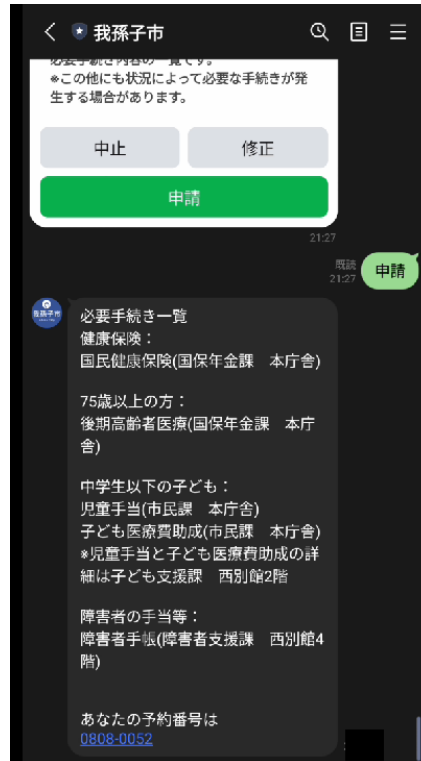 我孫子市
必要手続き内容の一覧です。
※この他にも状況によって必要な手続きが発
生する場合があります。
中止
修正
申請
21:27
既読
21:27
申請
我孫子市
必要手続き一覧
健康保険：
国民健康保険(国保年金課　本庁舎)
75歳以上の方：
後期高齢者医療(国保年金課　本庁
舎)
中学生以下の子ども：
児童手当(市民課　本庁舎)
子ども医療費助成(市民課　本庁舎)
※児童手当と子ども医療費助成の詳
細は子ども支援課　西別館2階
障害者の手当等：
障害者手帳(障害者支援課　西別館4
階)
あなたの予約番号は
0808-0052